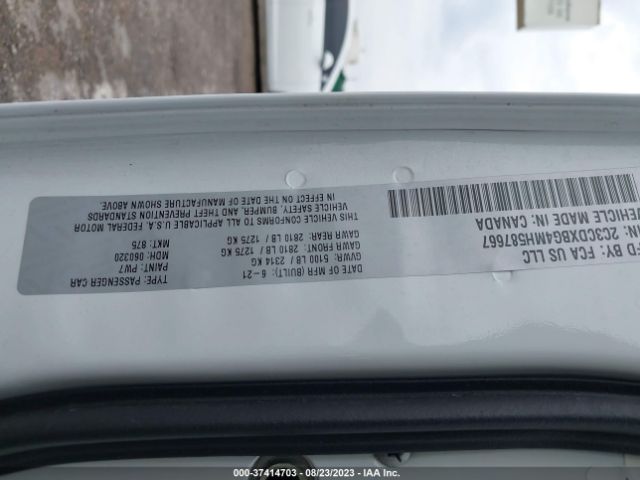 FD BY: FCA US LLC
DATE OF MFR (BUILT): 6-21
GVWR: 5100 LB 2314 KG
GAWR FRONT: 2810 LB 1275 KG
GAWR REAR: 2810 LB 1275 KG
THIS VEHICLE CONFORMS TO ALL APPLICABLE U.S.A. FEDERAL MOTOR
VEHICLE SAFETY, BUMPER, AND THEFT PREVENTION STANDARDS
IN EFFECT ON THE DATE OF MANUFACTURE SHOWN ABOVE.
IN: 2C3CDXBG4MH587667
VEHICLE MADE IN: CANADA
TYPE: PASSENGER CAR
PAINT: PW7
MDH: 060320
MKT: 875
000-37414703 - 08/23/2023 - IAA Inc.